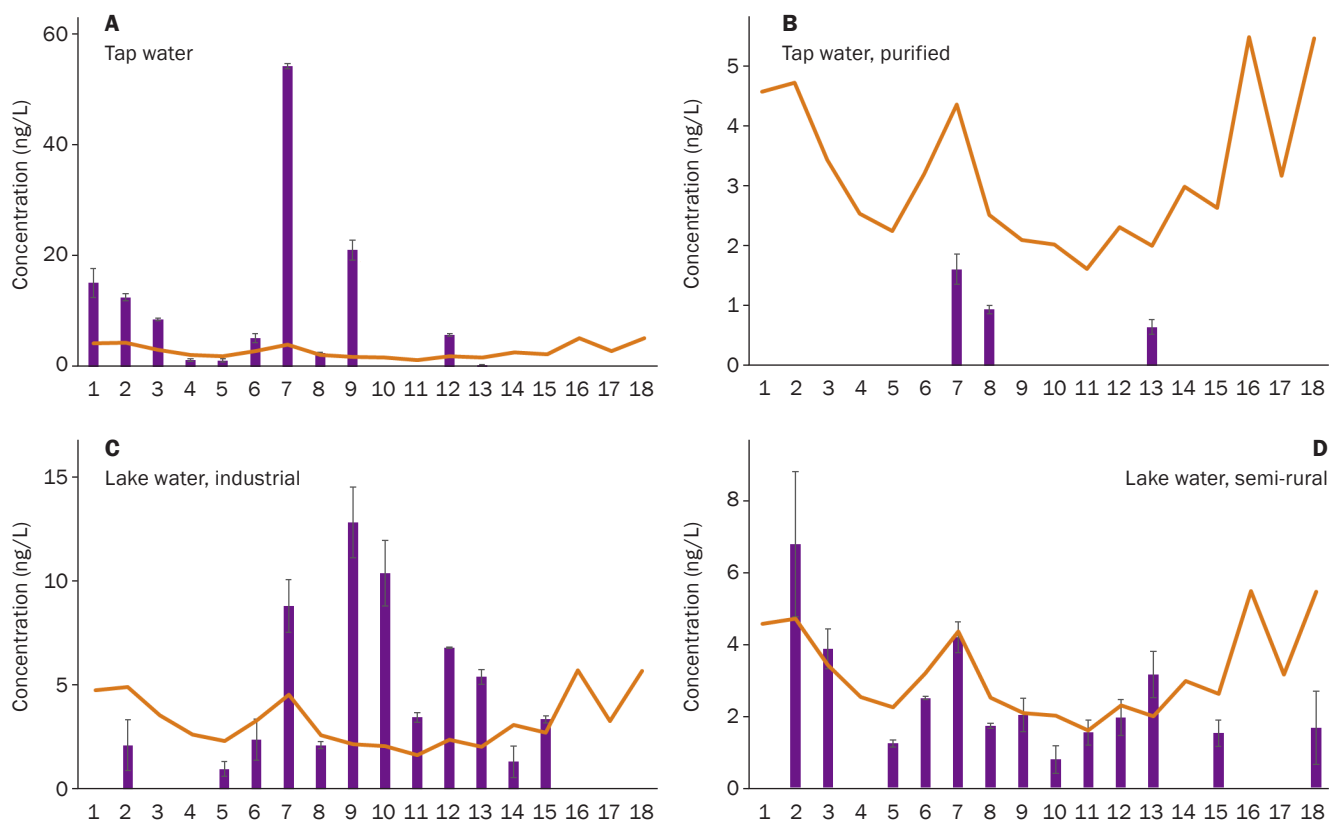 A
Tap water
Concentration (ng/L)
60
40
20
0
1 2 3 4 5 6 7 8 9 10 11 12 13 14 15 16 17 18
B
Tap water, purified
Concentration (ng/L)
5
4
3
2
1
0
1 2 3 4 5 6 7 8 9 10 11 12 13 14 15 16 17 18
C
Lake water, industrial
Concentration (ng/L)
15
10
5
0
1 2 3 4 5 6 7 8 9 10 11 12 13 14 15 16 17 18
D
Lake water, semi-rural
Concentration (ng/L)
8
6
4
2
0
1 2 3 4 5 6 7 8 9 10 11 12 13 14 15 16 17 18